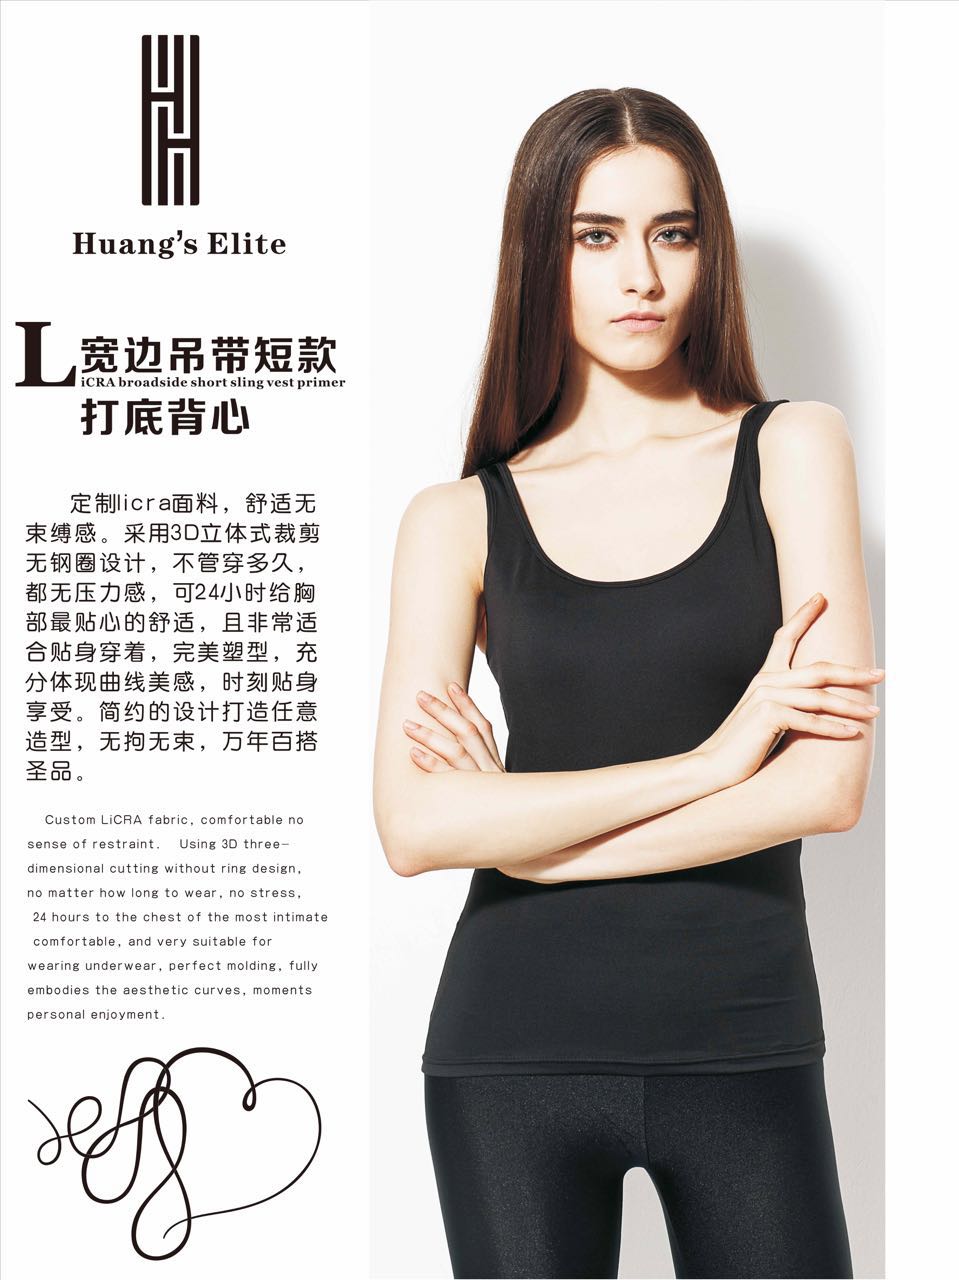 Huang's Elite
L宽边吊带短款
iCRA broadside short sling vest primer
打底背心
定制licra面料，舒适无
束缚感。采用3D立体式裁剪
无钢圈设计，不管穿多久，
都无压力感，可24小时给胸
部最贴心的舒适，且非常适
合贴身穿着，完美塑型，充
分体现曲线美感，时刻贴身
享受。简约的设计打造任意
造型，无拘无束，万年百搭
圣品。
Custom LiCRA fabric, comfortable no
sense of restraint. Using 3D three-
dimensional cutting without ring design,
no matter how long to wear, no stress,
24 hours to the chest of the most intimate
comfortable, and very suitable for
wearing underwear, perfect molding, fully
embodies the aesthetic curves, moments
personal enjoyment.